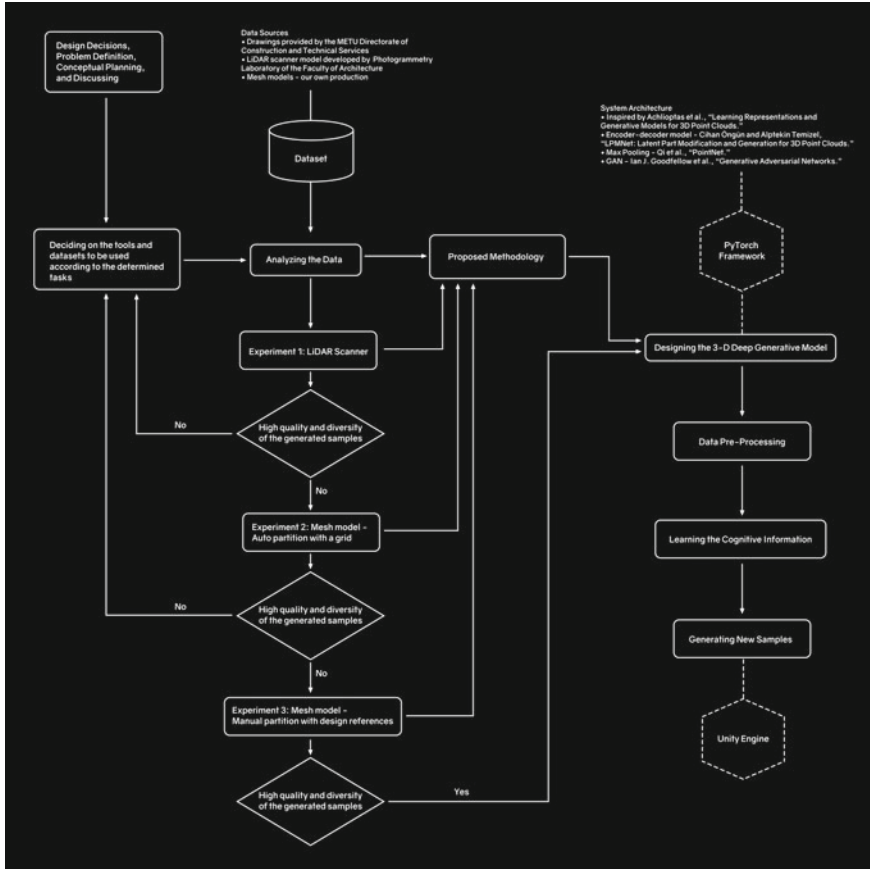 Design Decisions,
Problem Definition,
Conceptual Planning,
and Discussing
Data Sources
• Drawings provided by the METU Directorate of
Construction and Technical Services
• LiDAR scanner model developed by Photogrammetry
Laboratory of the Faculty of Architecture
• Mesh models - our own production
Dataset
System Architecture
• Inspired by Achlioptas et al., “Learning Representations and
Generative Models for 3D Point Clouds.”
• Encoder-decoder model - Cihan Öngün and Alptekin Temizel,
“LPMNet: Latent Part Modification and Generation for 3D Point Clouds.”
• Max Pooling - Qi et al., “PointNet.”
• GAN - Ian J. Goodfellow et al., “Generative Adversarial Networks.”
Deciding on the tools and
datasets to be used
according to the determined
tasks
Analyzing the Data
Proposed Methodology
PyTorch
Framework
Experiment 1: LiDAR Scanner
Designing the 3-D Deep Generative Model
High quality and diversity
of the generated samples
No
No
Data Pre-Processing
Experiment 2: Mesh model -
Auto partition with a grid
Learning the Cognitive Information
High quality and diversity
of the generated samples
No
No
Generating New Samples
Experiment 3: Mesh model -
Manual partition with design references
Unity Engine
High quality and diversity
of the generated samples
Yes